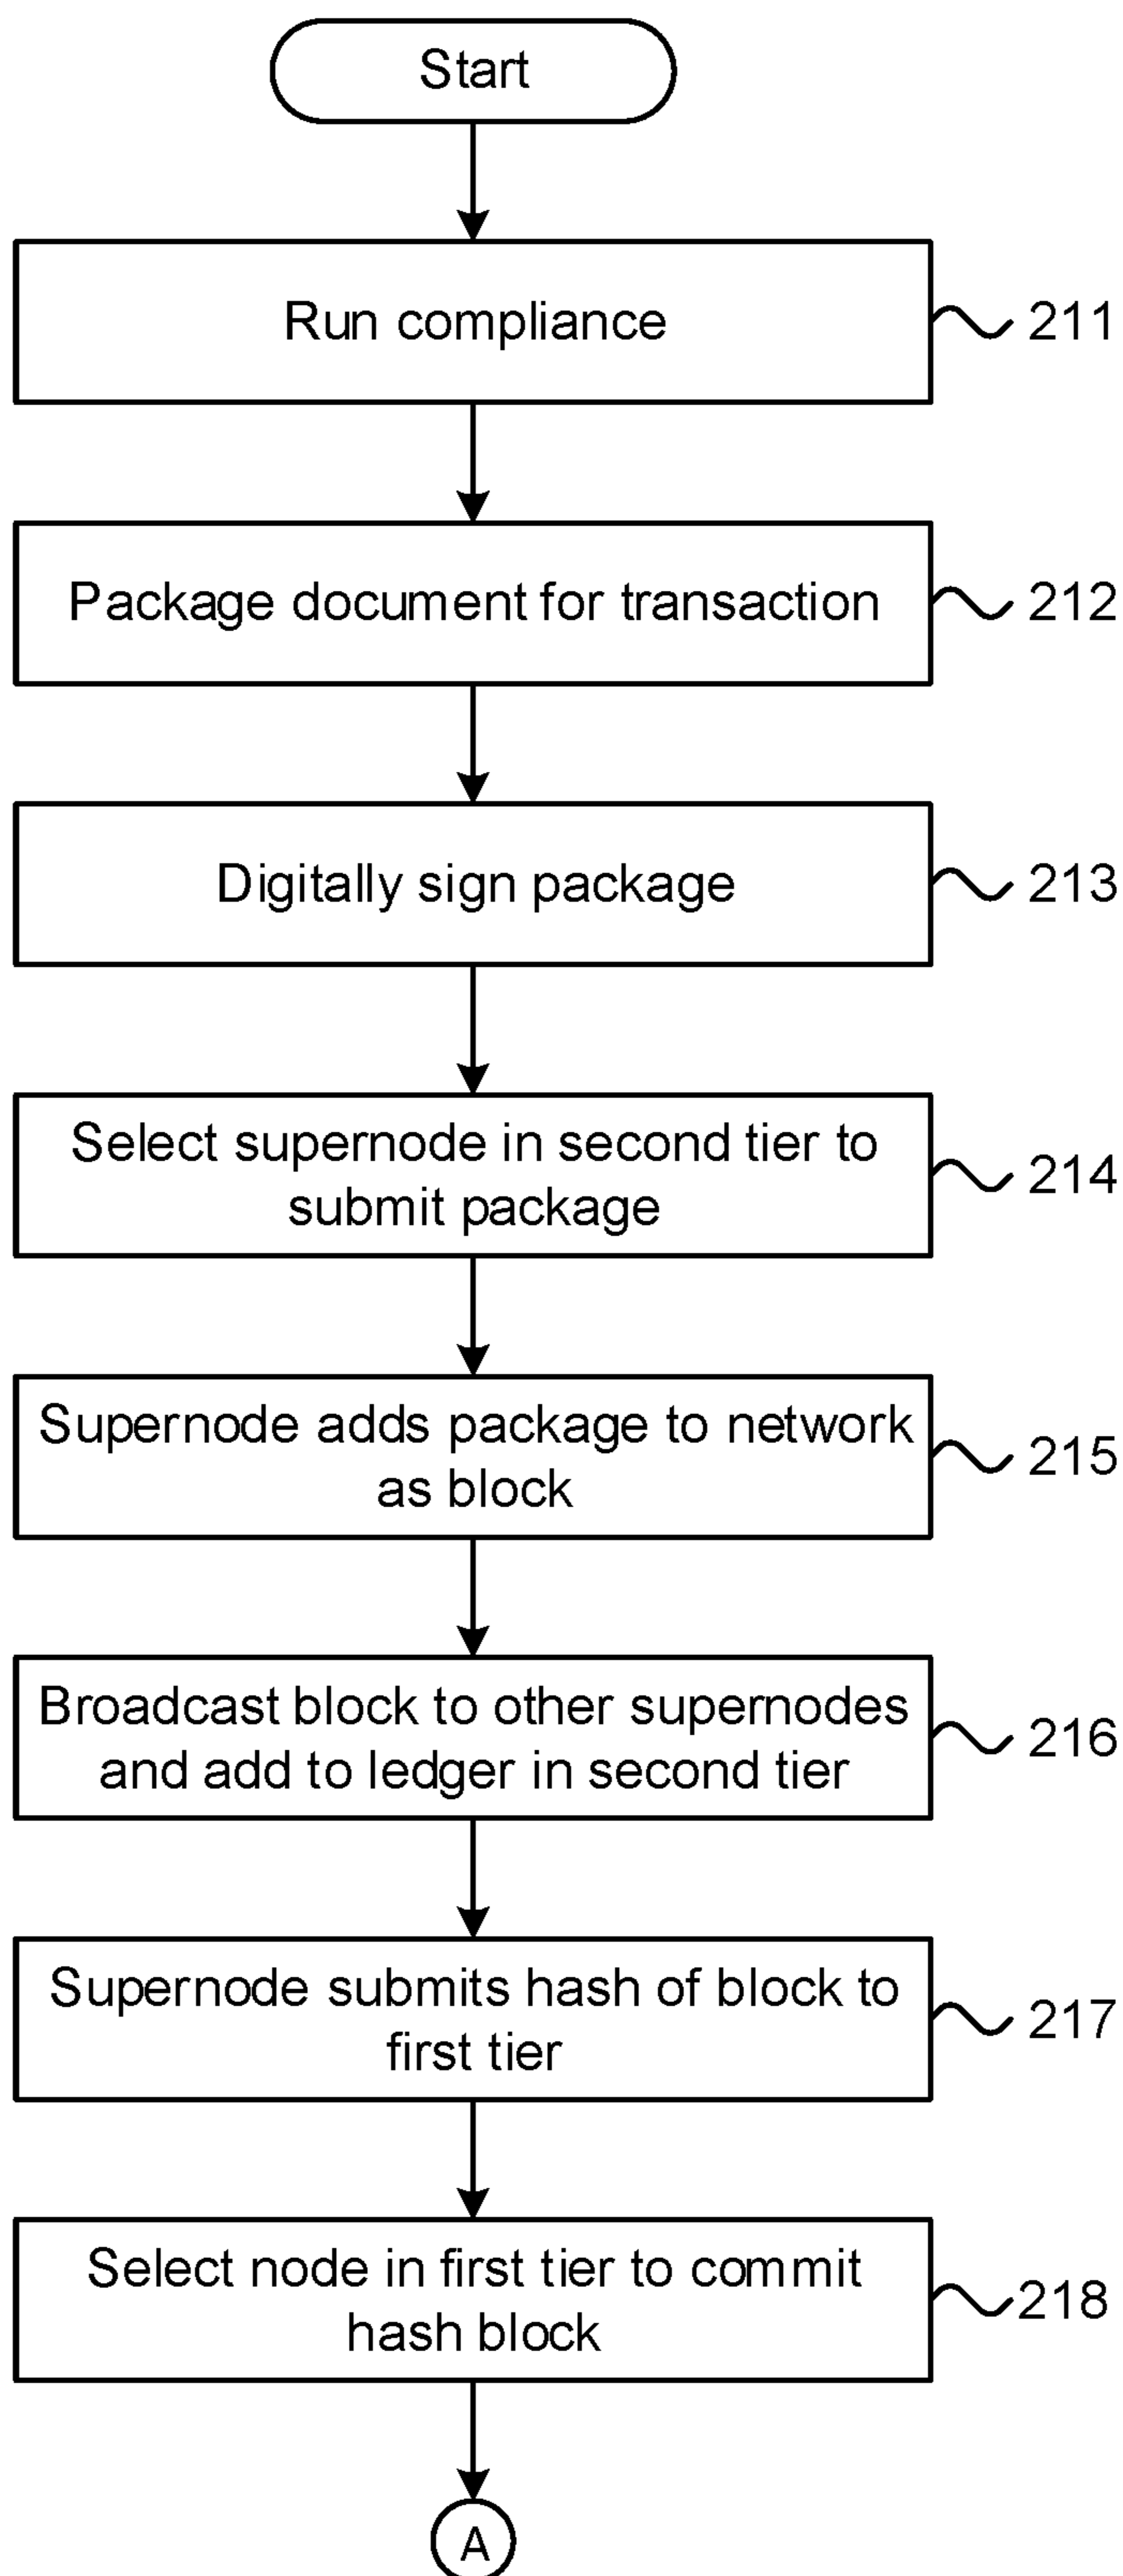 Start
Run compliance
211
Package document for transaction
212
Digitally sign package
213
Select supernode in second tier to
submit package
214
Supernode adds package to network
as block
215
Broadcast block to other supernodes
and add to ledger in second tier
216
Supernode submits hash of block to
first tier
217
Select node in first tier to commit
hash block
218
A